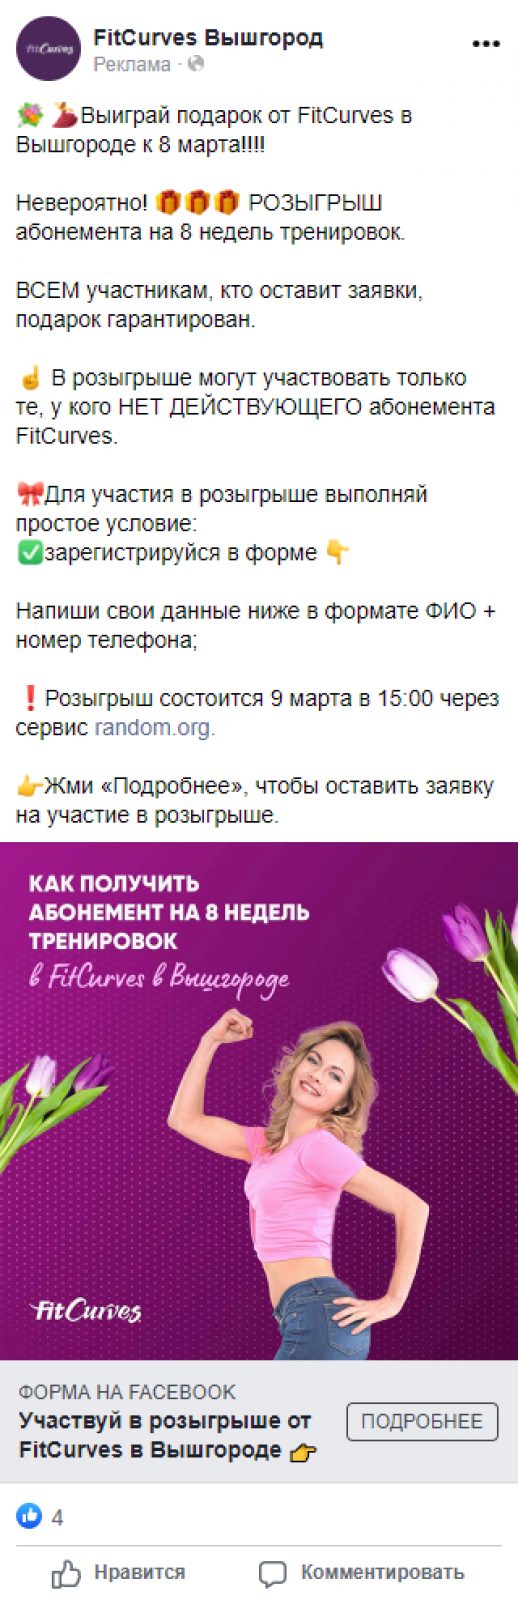 FitCurves
FitCurves Вышгород
Реклама ·
💐 💃Выиграй подарок от FitCurves в
Вышгороде к 8 марта!!!!
Невероятно! 🎁🎁🎁 РОЗЫГРЫШ
абонемента на 8 недель тренировок.
ВСЕМ участникам, кто оставит заявки,
подарок гарантирован.
☝ В розыгрыше могут участвовать только
те, у кого НЕТ ДЕЙСТВУЮЩЕГО абонемента
FitCurves.
🎀Для участия в розыгрыше выполняй
простое условие:
✅зарегистрируйся в форме 👇
Напиши свои данные ниже в формате ФИО +
номер телефона;
❗Розыгрыш состоится 9 марта в 15:00 через
сервис random.org.
👉Жми «Подробнее», чтобы оставить заявку
на участие в розыгрыше.
КАК ПОЛУЧИТЬ
АБОНЕМЕНТ НА 8 НЕДЕЛЬ
ТРЕНИРОВОК
в FitCurves в Вышгороде
FitCurves
ФОРМА НА FACEBOOK
Участвуй в розыгрыше от
FitCurves в Вышгороде 👉
ПОДРОБНЕЕ
4
Нравится
Комментировать